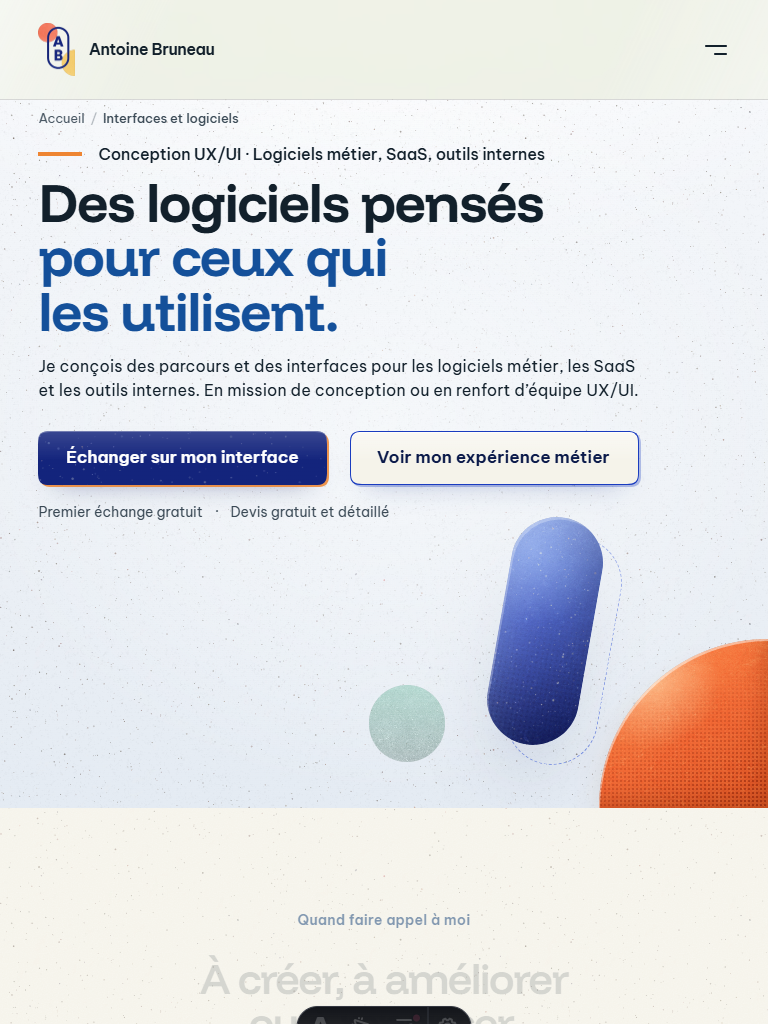 A
B
Antoine Bruneau
Accueil / Interfaces et logiciels
Conception UX/UI · Logiciels métier, SaaS, outils internes
Des logiciels pensés
pour ceux qui
les utilisent.
Je conçois des parcours et des interfaces pour les logiciels métier, les SaaS
et les outils internes. En mission de conception ou en renfort d’équipe UX/UI.
Échanger sur mon interface
Voir mon expérience métier
Premier échange gratuit · Devis gratuit et détaillé
Quand faire appel à moi
À créer, à améliorer